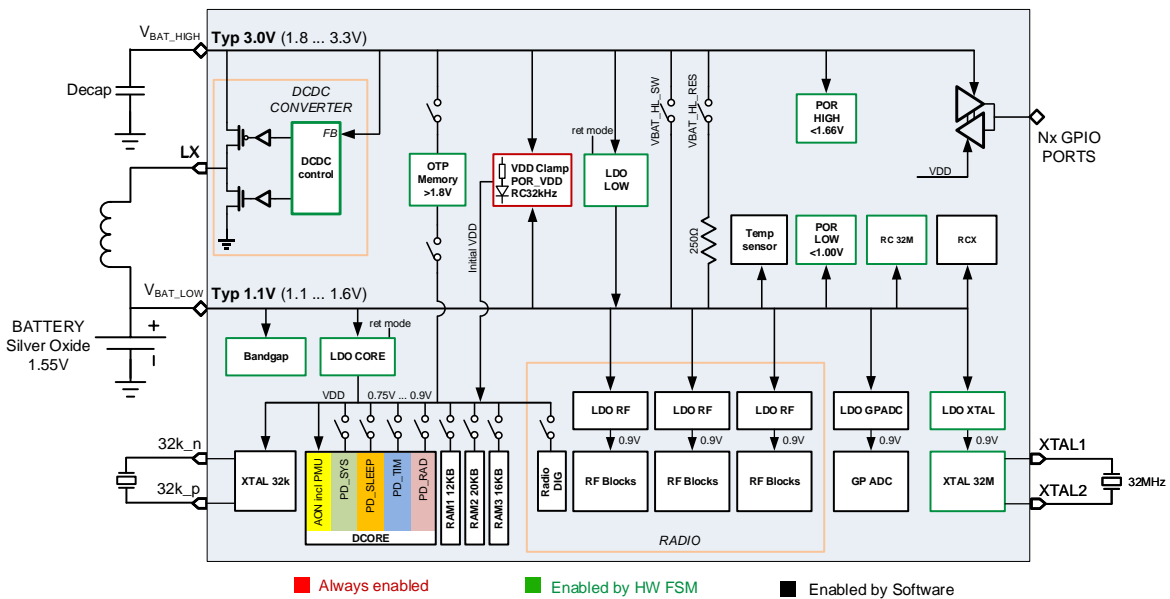 V_BAT_HIGH
Typ 3.0V (1.8 ... 3.3V)
Decap
DCDC
CONVERTER
FB
DCDC
control
LX
OTP
Memory
>1.8V
VDD Clamp
POR_VDD
RC32kHz
ret mode
LDO
LOW
VBAT_HL_SW
VBAT_HL_RES
POR
HIGH
<1.66V
VDD
Nx GPIO
PORTS
Initial VDD
250Ω
Temp
sensor
POR
LOW
<1.00V
RC 32M
RCX
V_BAT_LOW
Typ 1.1V (1.1 ... 1.6V)
BATTERY
Silver Oxide
1.55V
+
Bandgap
LDO CORE
ret mode
VDD
0.75V ... 0.9V
LDO RF
LDO RF
LDO RF
LDO GPADC
LDO XTAL
0.9V
0.9V
0.9V
0.9V
0.9V
32k_n
32k_p
XTAL 32k
AON incl PMU
PD_SYS
PD_SLEEP
PD_TIM
PD_RAD
DCORE
RAM1 12KB
RAM2 20KB
RAM3 16KB
Radio
DIG
RF Blocks
RF Blocks
RF Blocks
RADIO
GP ADC
XTAL 32M
XTAL1
XTAL2
32MHz
Always enabled
Enabled by HW FSM
Enabled by Software